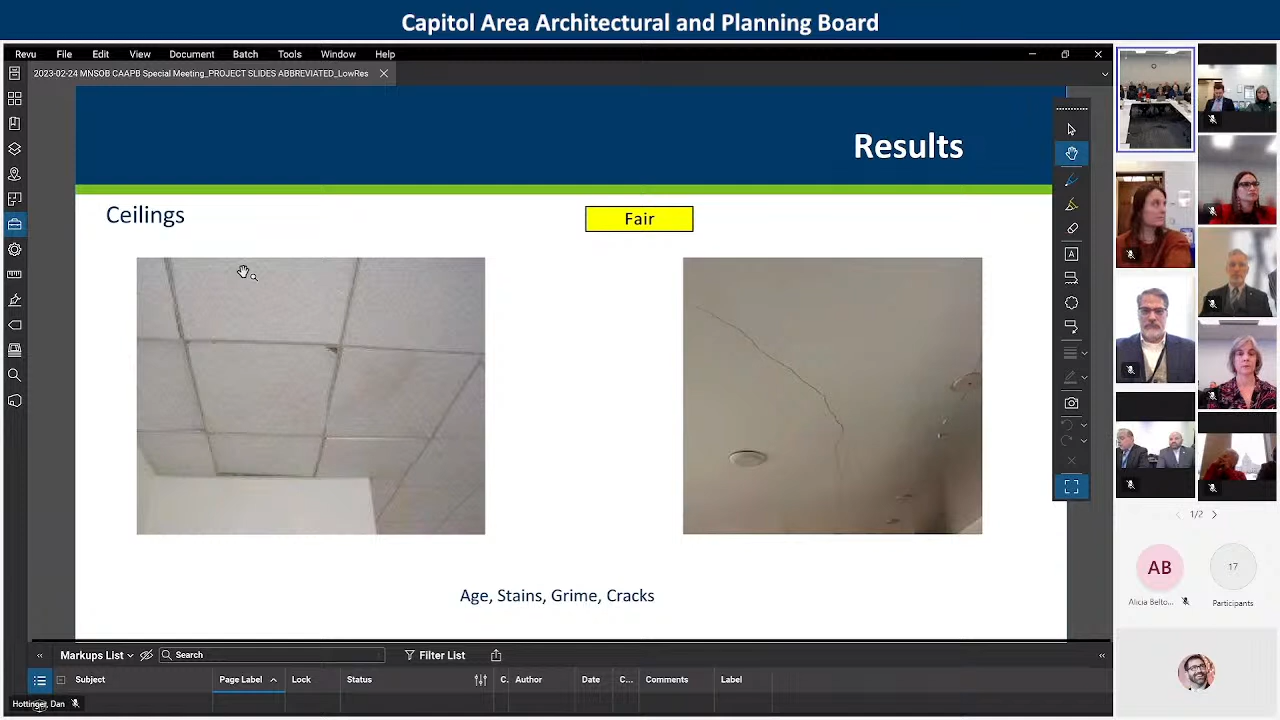 Capitol Area Architectural and Planning Board
Revu File Edit View Document Batch Tools Window Help
2023-02-24 MNSOB CAAPB Special Meeting_PROJECT SLIDES ABBREVIATED_LowRes
Results
Ceilings
Fair
Age, Stains, Grime, Cracks
1/2
AB
17
Alicia Belto...
Participants
Markups List
Search
Filter List
Subject Page Label Lock Status C. Author Date C... Comments Label
Hottinger, Dan